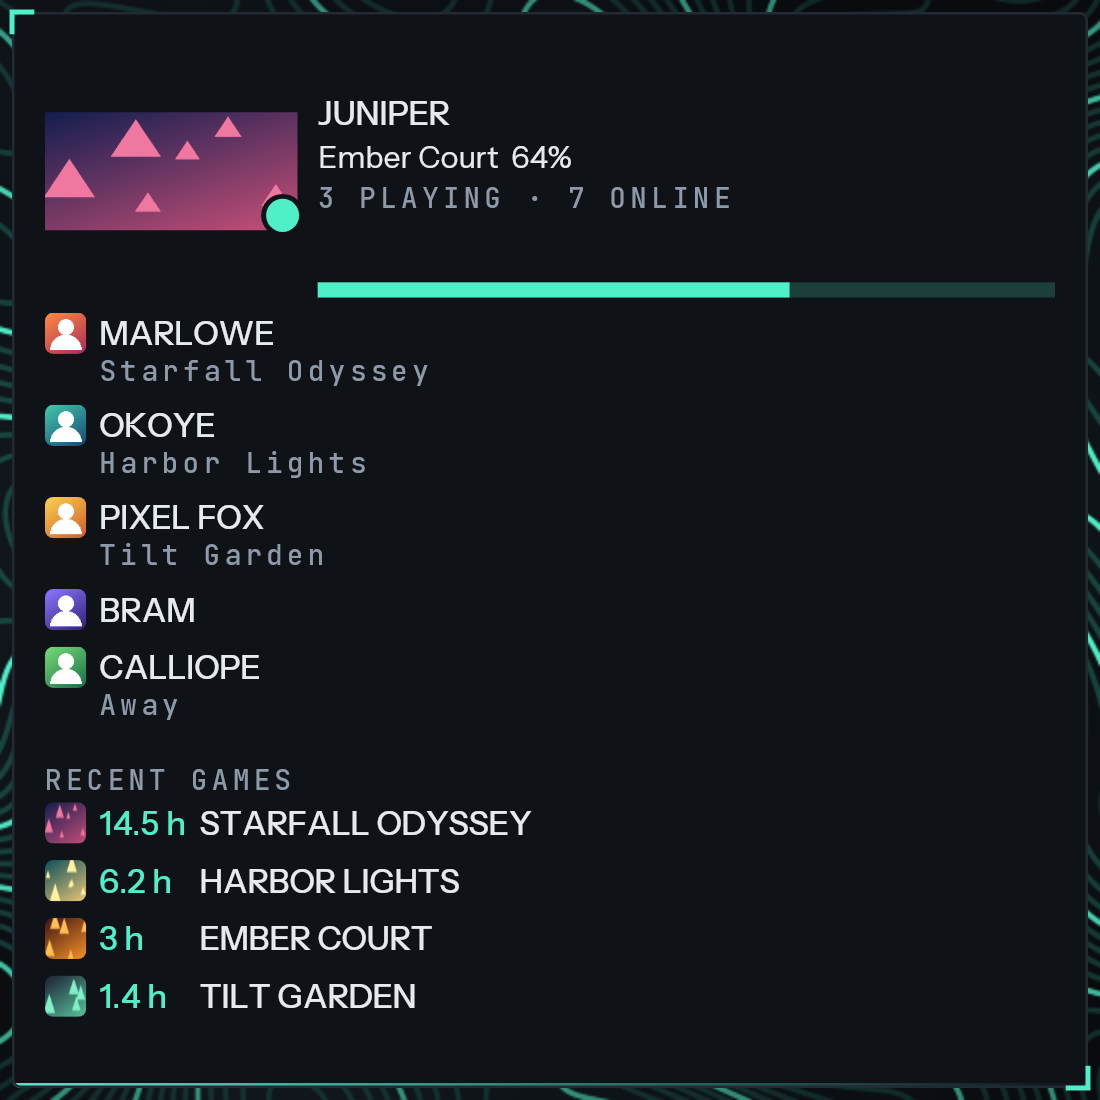 JUNIPER
Ember Court 64%
3 PLAYING · 7 ONLINE
MARLOWE
Starfall Odyssey
OKOYE
Harbor Lights
PIXEL FOX
Tilt Garden
BRAM
CALLIOPE
Away
RECENT GAMES
14.5 h STARFALL ODYSSEY
6.2 h HARBOR LIGHTS
3 h EMBER COURT
1.4 h TILT GARDEN